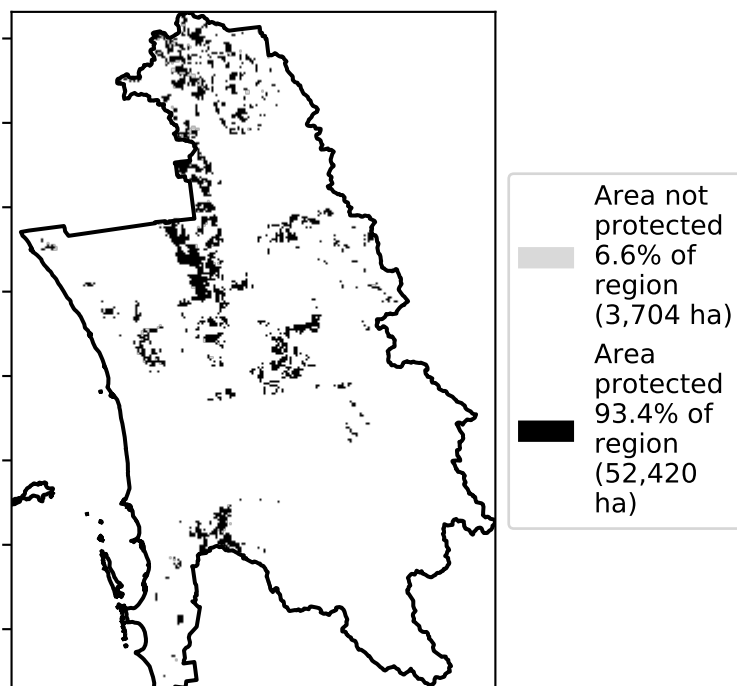 Area not
protected
6.6% of
region
(3,704 ha)
Area
protected
93.4% of
region
(52,420
ha)